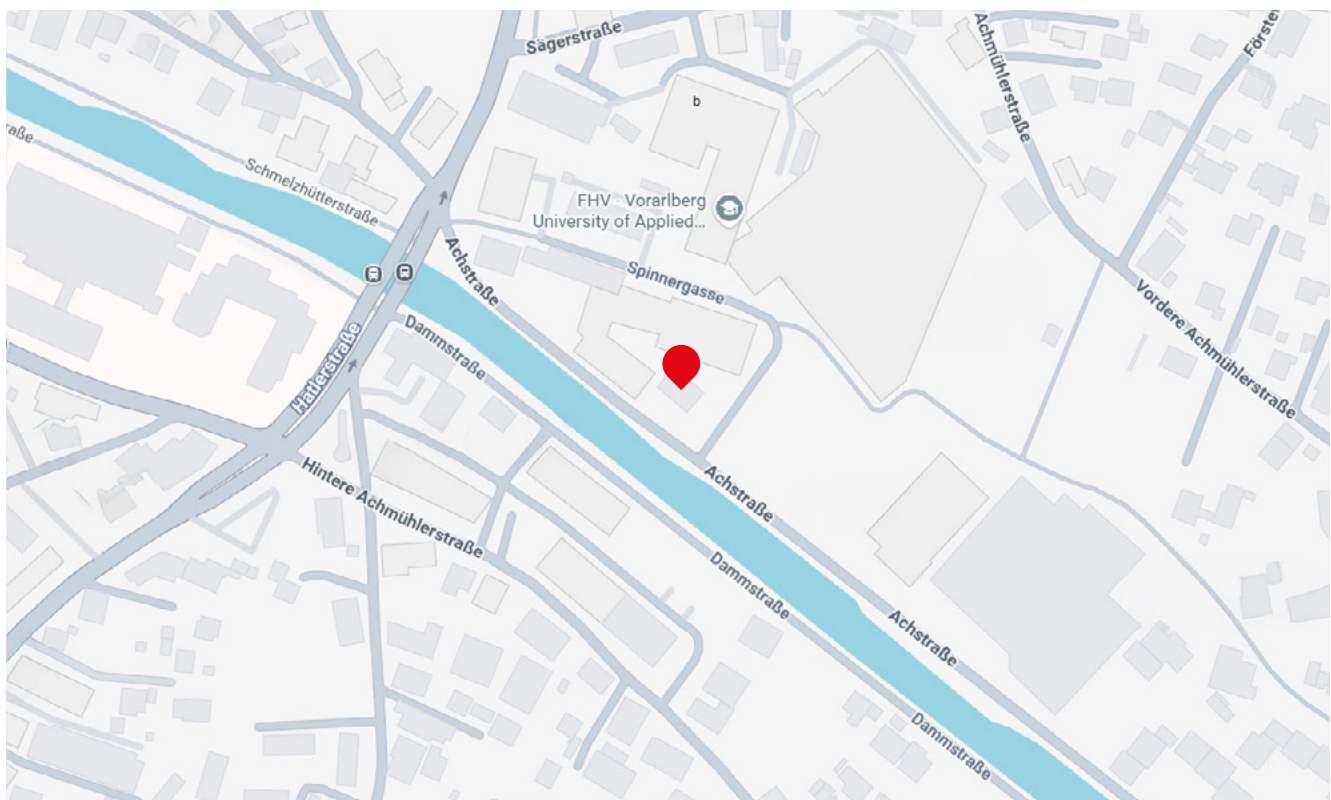 Sägerstraße
Achmühlerstraße
Förste
b
raße
Schmelzhütterstraße
FHV - Vorarlberg
University of Applied...
Achstraße
Spinnergasse
Vordere Achmühlerstraße
Dammstraße
Hatlerstraße
Hintere Achmühlerstraße
Achstraße
Dammstraße
Achstraße
Dammstraße